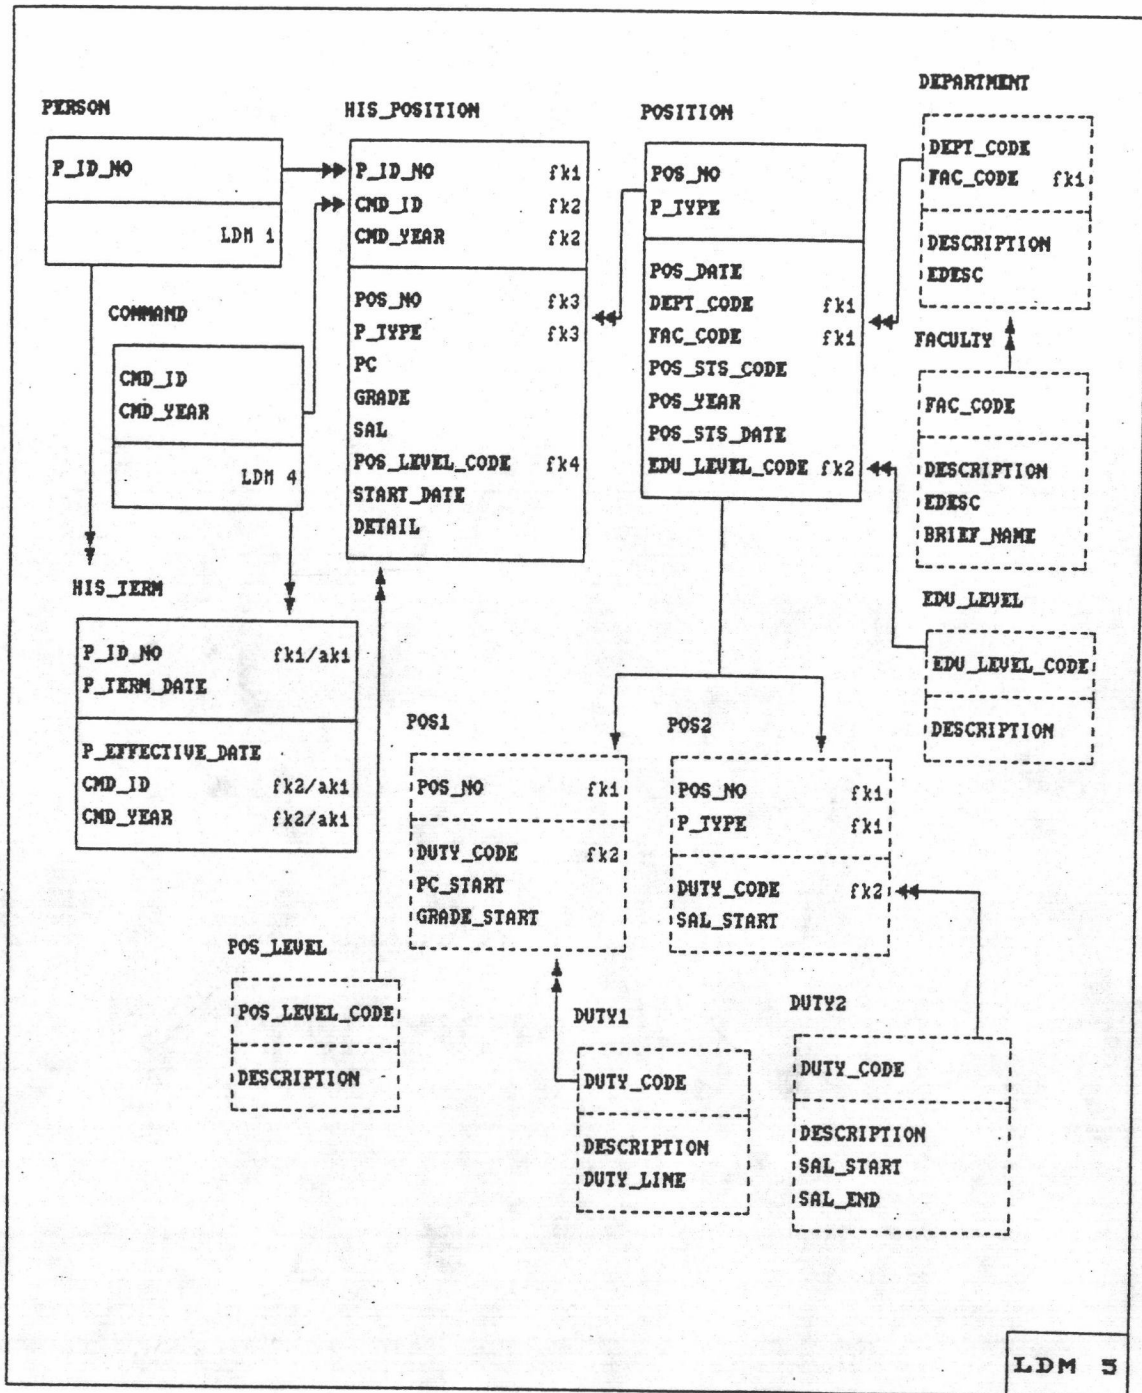 PERSON
P_ID_NO
LDM 1
COMMAND
CMD_ID
CMD_YEAR
LDM 4
HIS_TERM
P_ID_NO fk1/ak1
P_TERM_DATE
P_EFFECTIVE_DATE
CMD_ID fk2/ak1
CMD_YEAR fk2/ak1
HIS_POSITION
P_ID_NO fk1
CMD_ID fk2
CMD_YEAR fk2
POS_NO fk3
P_TYPE fk3
PC
GRADE
SAL
POS_LEVEL_CODE fk4
START_DATE
DETAIL
POSITION
POS_NO
P_TYPE
POS_DATE
DEPT_CODE fk1
FAC_CODE fk1
POS_STS_CODE
POS_YEAR
POS_STS_DATE
EDU_LEVEL_CODE fk2
DEPARTMENT
DEPT_CODE
FAC_CODE fk1
DESCRIPTION
EDESC
FACULTY
FAC_CODE
DESCRIPTION
EDESC
BRIEF_NAME
EDU_LEVEL
EDU_LEVEL_CODE
DESCRIPTION
POS1
POS_NO fk1
DUTY_CODE fk2
PC_START
GRADE_START
POS2
POS_NO fk1
P_TYPE fk1
DUTY_CODE fk2
SAL_START
POS_LEVEL
POS_LEVEL_CODE
DESCRIPTION
DUTY1
DUTY_CODE
DESCRIPTION
DUTY_LINE
DUTY2
DUTY_CODE
DESCRIPTION
SAL_START
SAL_END
LDM 5